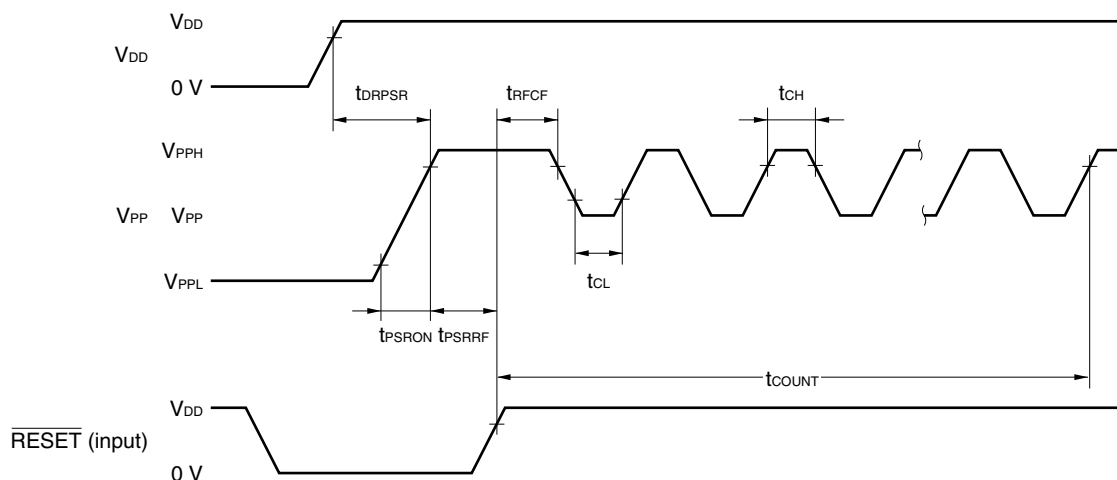 VDD
VDD
0 V
tDRPSR
tRFCF
tCH
VPPH
VPP VPP
tCL
VPPL
tPSRON tPSRRF
tCOUNT
VDD
RESET (input)
0 V